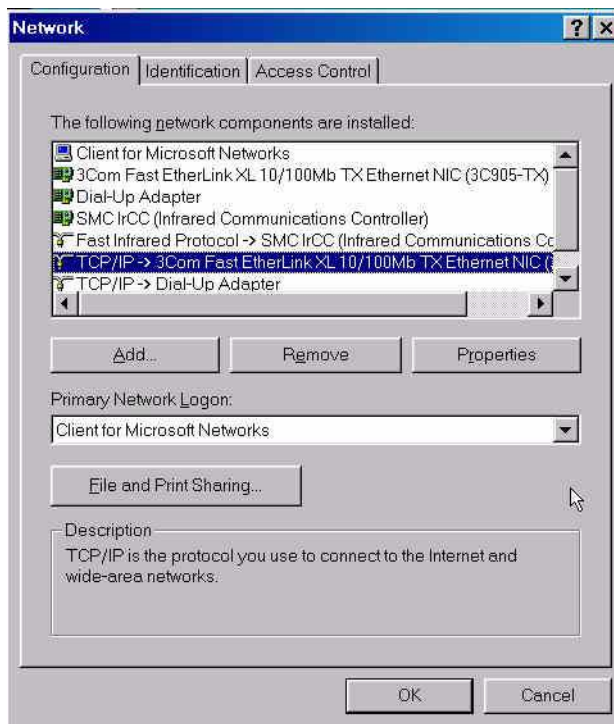 Network
Configuration Identification Access Control
The following network components are installed:
Client for Microsoft Networks
3Com Fast EtherLink XL 10/100Mb TX Ethernet NIC (3C905-TX)
Dial-Up Adapter
SMC IrCC (Infrared Communications Controller)
Fast Infrared Protocol -> SMC IrCC (Infrared Communications Cc
TCP/IP -> 3Com Fast EtherLink XL 10/100Mb TX Ethernet NIC (
TCP/IP -> Dial-Up Adapter
Add... Remove Properties
Primary Network Logon:
Client for Microsoft Networks
File and Print Sharing...
Description
TCP/IP is the protocol you use to connect to the Internet and
wide-area networks.
OK Cancel